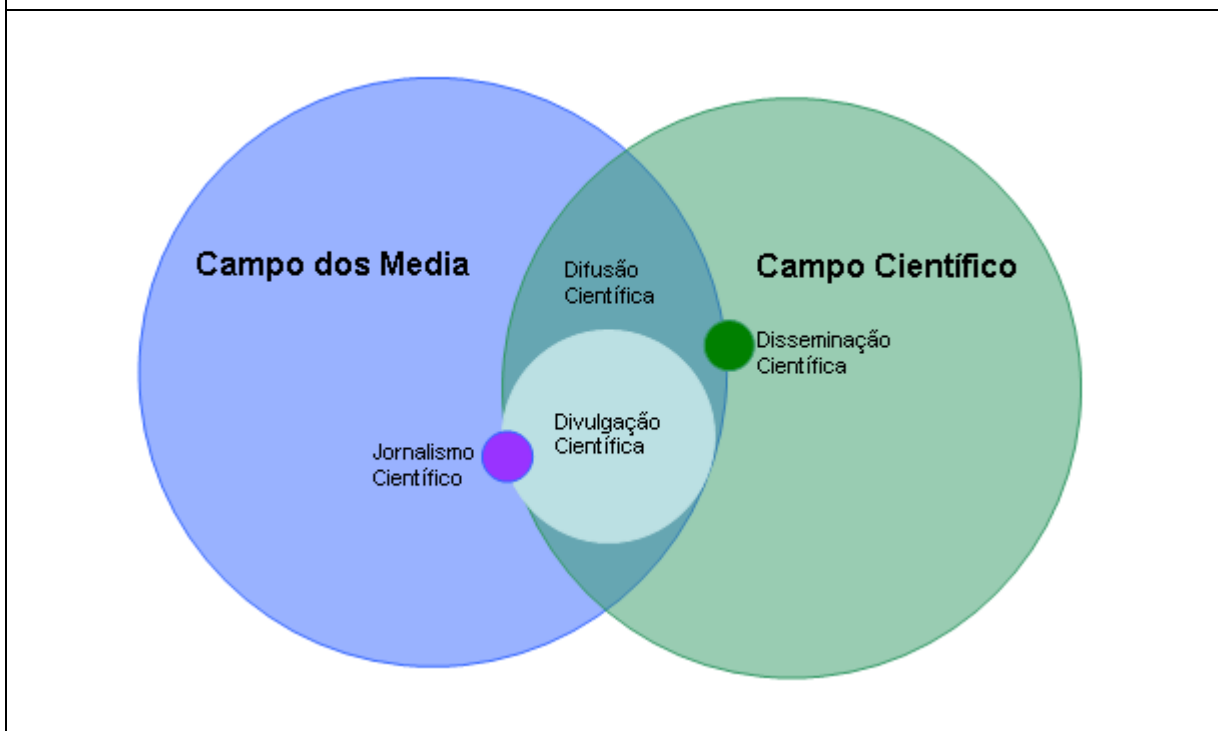 Campo dos Media
Difusão
Científica
Campo Científico
Disseminação
Científica
Divulgação
Científica
Jornalismo
Científico